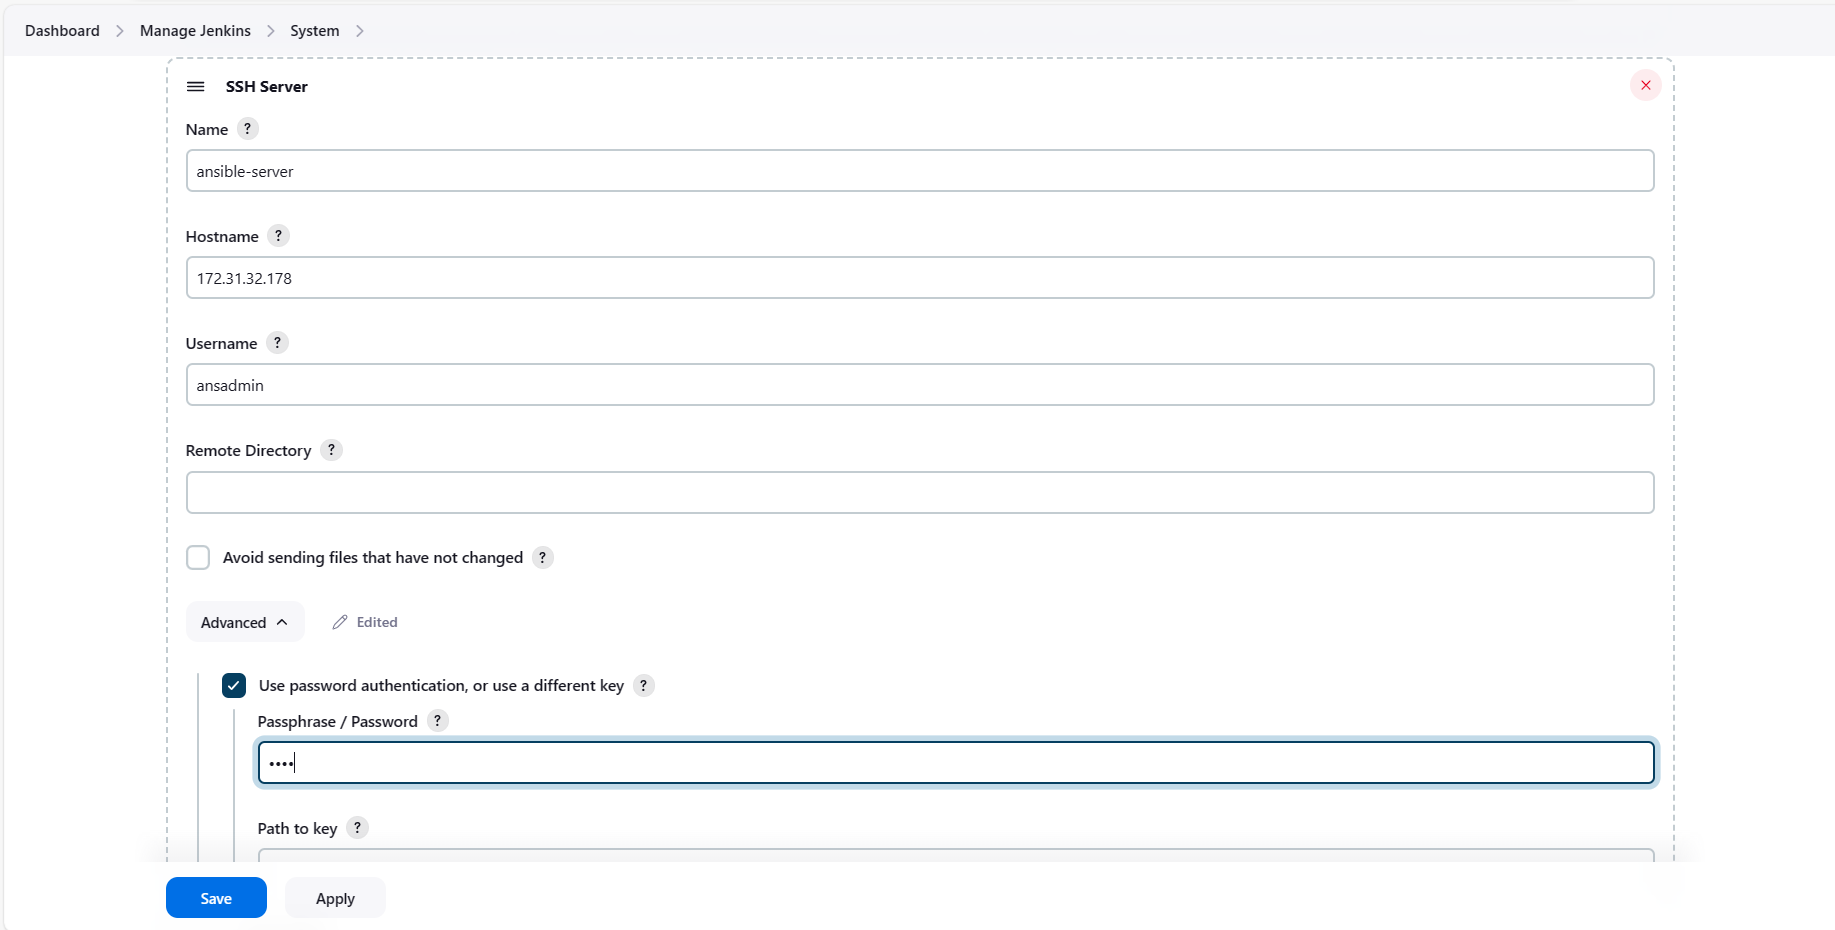 Dashboard > Manage Jenkins > System >
SSH Server
Name ?
ansible-server
Hostname ?
172.31.32.178
Username ?
ansadmin
Remote Directory ?
Avoid sending files that have not changed ?
Advanced Edited
Use password authentication, or use a different key ?
Passphrase / Password ?
••••
Path to key ?
Save Apply